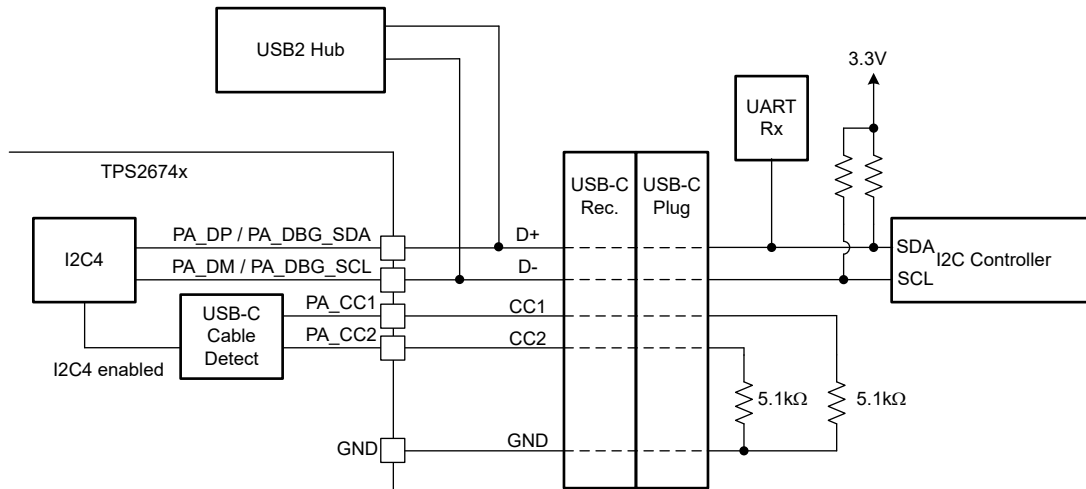 USB2 Hub
3.3V
UART
Rx
TPS2674x
USB-C
Rec.
USB-C
Plug
I2C4
PA_DP / PA_DBG_SDA
D+
SDA
I2C Controller
PA_DM / PA_DBG_SCL
D-
SCL
USB-C
Cable
Detect
PA_CC1
CC1
PA_CC2
CC2
I2C4 enabled
5.1kΩ
5.1kΩ
GND
GND